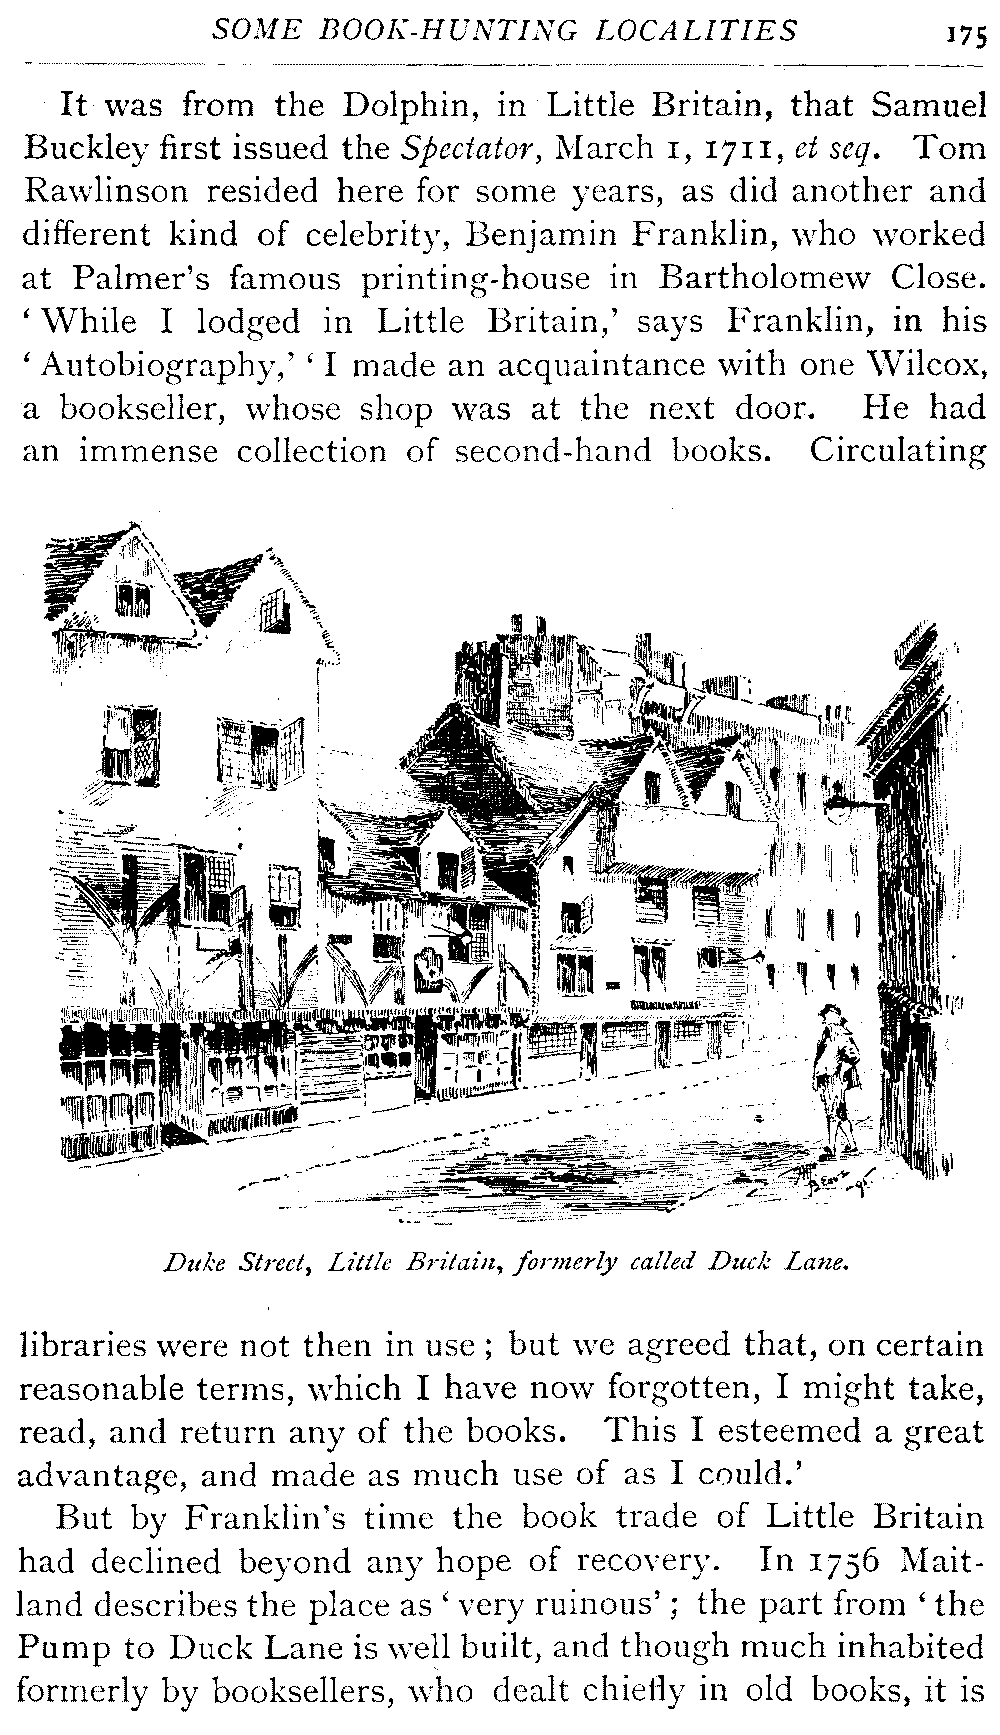 SOME BOOK-HUNTING LOCALITIES 175
It was from the Dolphin, in Little Britain, that Samuel
Buckley first issued the Spectator, March 1, 1711, et seq. Tom
Rawlinson resided here for some years, as did another and
different kind of celebrity, Benjamin Franklin, who worked
at Palmer's famous printing-house in Bartholomew Close.
‘While I lodged in Little Britain,’ says Franklin, in his
‘Autobiography,’ ‘I made an acquaintance with one Wilcox,
a bookseller, whose shop was at the next door. He had
an immense collection of second-hand books. Circulating
Duke Street, Little Britain, formerly called Duck Lane.
libraries were not then in use; but we agreed that, on certain
reasonable terms, which I have now forgotten, I might take,
read, and return any of the books. This I esteemed a great
advantage, and made as much use of as I could.’
But by Franklin's time the book trade of Little Britain
had declined beyond any hope of recovery. In 1756 Mait-
land describes the place as ‘very ruinous’; the part from ‘the
Pump to Duck Lane is well built, and though much inhabited
formerly by booksellers, who dealt chiefly in old books, it is